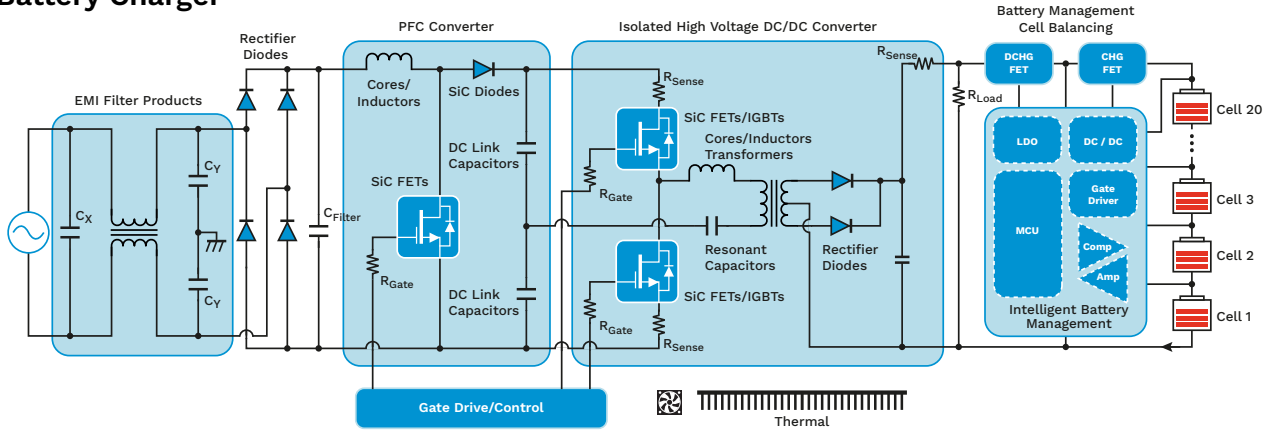 Battery Charger
Rectifier
Diodes
PFC Converter
Isolated High Voltage DC/DC Converter
Battery Management
Cell Balancing
EMI Filter Products
Cores/
Inductors
SiC Diodes
RSense
RSense
DCHG
FET
CHG
FET
RLoad
Cell 20
SiC FETs/IGBTs
Cores/Inductors
Transformers
LDO
DC / DC
DC Link
Capacitors
CY
SiC FETs
RGate
Gate
Driver
Cell 3
CX
CFilter
MCU
Resonant
Capacitors
Rectifier
Diodes
Comp
Cell 2
Amp
CY
RGate
DC Link
Capacitors
SiC FETs/IGBTs
RGate
Intelligent Battery
Management
Cell 1
RSense
Gate Drive/Control
Thermal